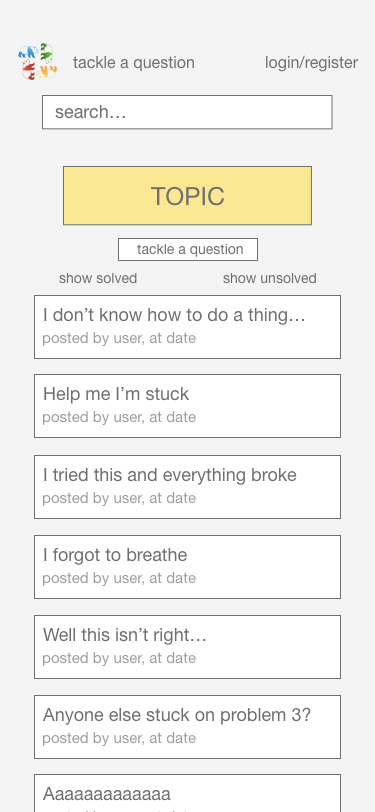 tackle a question
login/register
search…
TOPIC
tackle a question
show solved
show unsolved
I don’t know how to do a thing…
posted by user, at date
Help me I’m stuck
posted by user, at date
I tried this and everything broke
posted by user, at date
I forgot to breathe
posted by user, at date
Well this isn’t right…
posted by user, at date
Anyone else stuck on problem 3?
posted by user, at date
Aaaaaaaaaaaaa